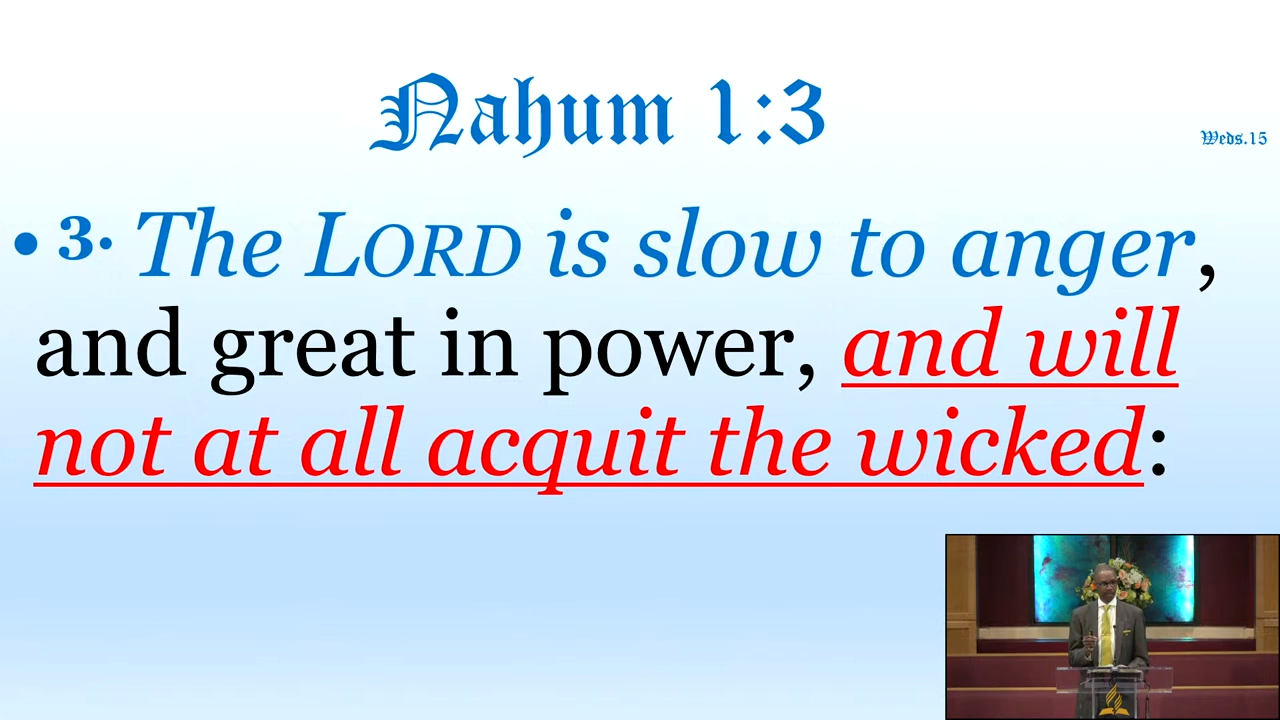 Nahum 1:3
Weds.15
• 3• The LORD is slow to anger,
and great in power, and will
not at all acquit the wicked: